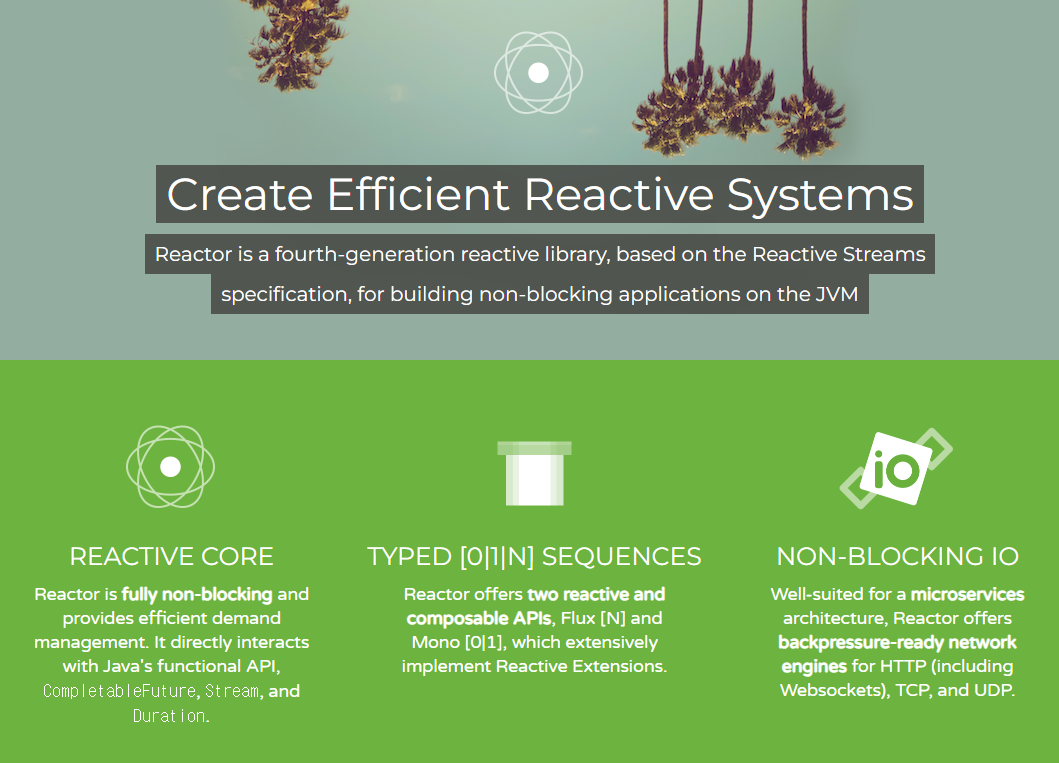 Create Efficient Reactive Systems
Reactor is a fourth-generation reactive library, based on the Reactive Streams
specification, for building non-blocking applications on the JVM
REACTIVE CORE
Reactor is fully non-blocking and
provides efficient demand
management. It directly interacts
with Java's functional API,
CompletableFuture, Stream, and
Duration.
TYPED [0|1|N] SEQUENCES
Reactor offers two reactive and
composable APIs, Flux [N] and
Mono [0|1], which extensively
implement Reactive Extensions.
io
NON-BLOCKING IO
Well-suited for a microservices
architecture, Reactor offers
backpressure-ready network
engines for HTTP (including
Websockets), TCP, and UDP.